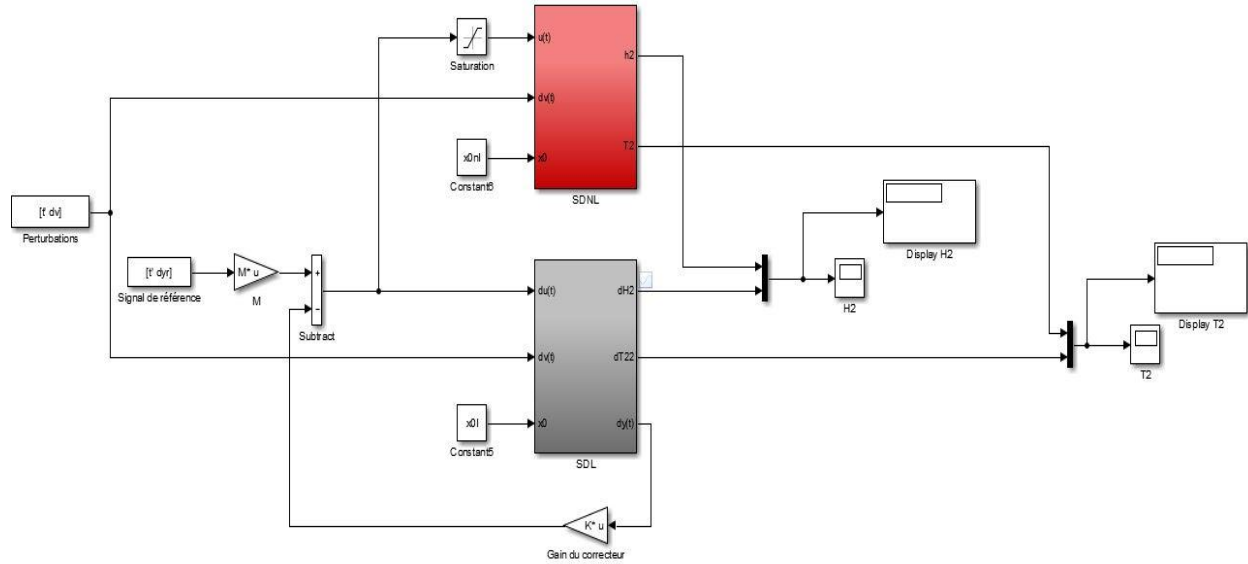 u(t)
h2
Saturation
dv(t)
T2
x0nl
x0
Constant6
SDNL
[t' dv]
Perturbations
Display H2
[t' dyr]
M* u
+
Signal de référence
M
−
Subtract
du(t)
dH2
H2
Display T2
dv(t)
dT22
T2
x0l
x0
dy(t)
Constant5
SDL
K* u
Gain du correcteur